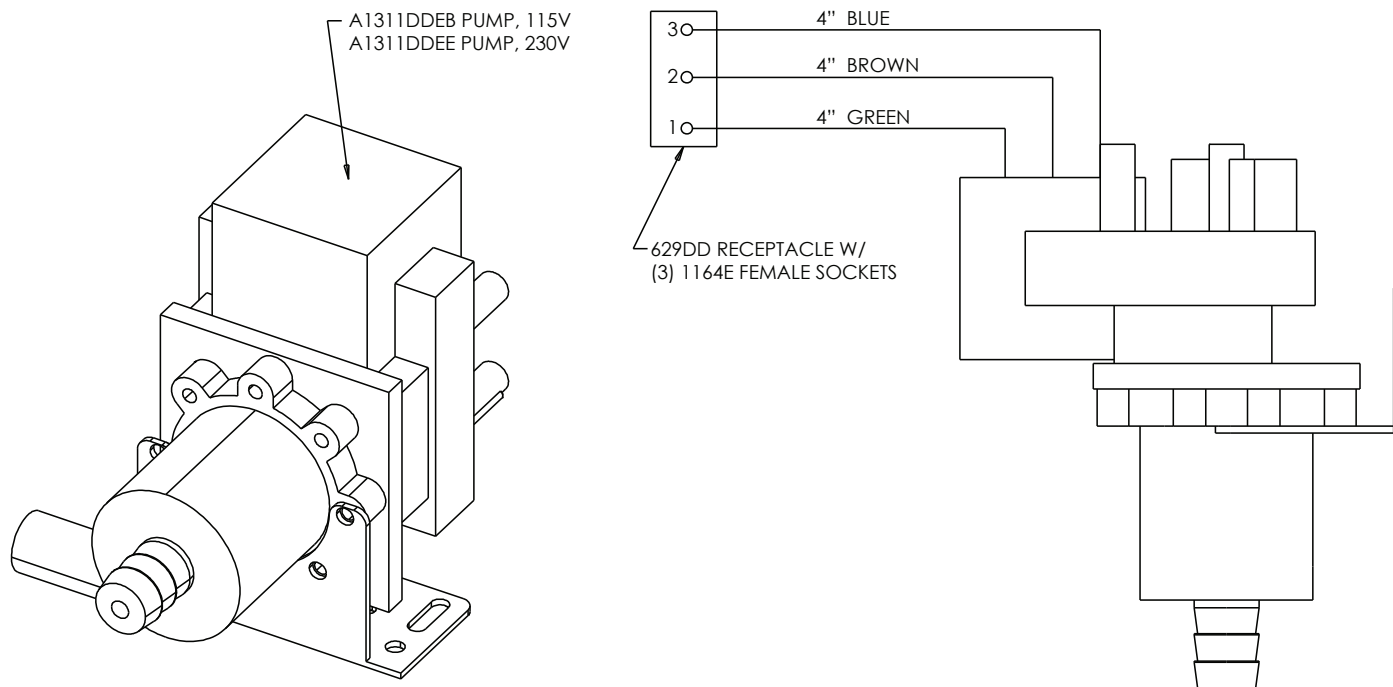 A1311DDEB PUMP, 115V
A1311DDEE PUMP, 230V
3
4” BLUE
2
4” BROWN
1
4” GREEN
629DD RECEPTACLE W/
(3) 1164E FEMALE SOCKETS